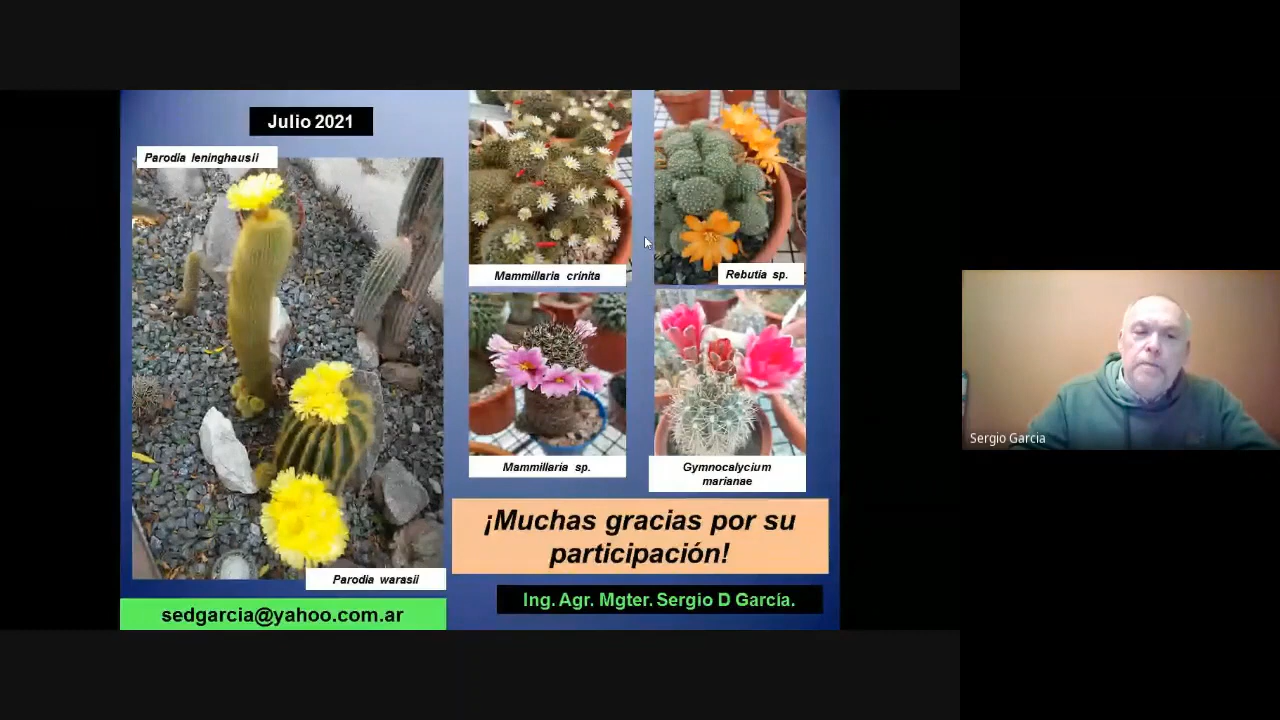 Julio 2021
Parodia leninghausii
Mammillaria crinita
Rebutia sp.
Mammillaria sp.
Gymnocalycium
marianae
¡Muchas gracias por su
participación!
Parodia warasii
Ing. Agr. Mgter. Sergio D García.
sedgarcia@yahoo.com.ar
Sergio Garcia